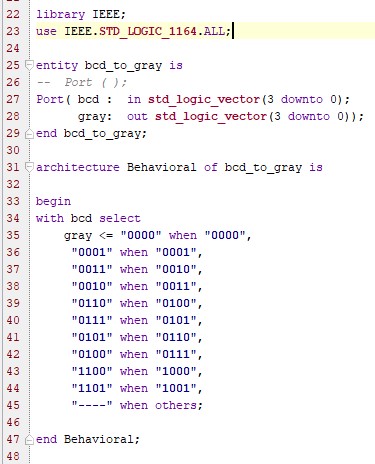 22 library IEEE;
23 use IEEE.STD_LOGIC_1164.ALL;
24
25 entity bcd_to_gray is
26 -- Port ( );
27 Port( bcd :  in std_logic_vector(3 downto 0);
28       gray:  out std_logic_vector(3 downto 0));
29 end bcd_to_gray;
30
31 architecture Behavioral of bcd_to_gray is
32
33 begin
34 with bcd select
35     gray <= "0000" when "0000",
36      "0001" when "0001",
37      "0011" when "0010",
38      "0010" when "0011",
39      "0110" when "0100",
40      "0111" when "0101",
41      "0101" when "0110",
42      "0100" when "0111",
43      "1100" when "1000",
44      "1101" when "1001",
45      "----" when others;
46
47 end Behavioral;
48